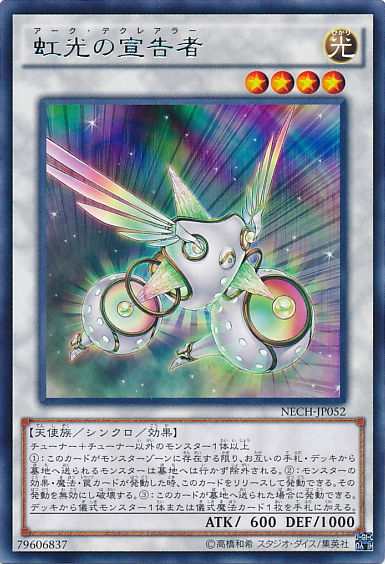 アーク・デクレアラー
虹光の宣告者
ひかり
光
NECH-JP052
【天使族／シンクロ／効果】
チューナー＋チューナー以外のモンスター1体以上
①：このカードがモンスターゾーンに存在する限り、お互いの手札・デッキから
墓地へ送られるモンスターは墓地へは行かず除外される。②：モンスターの
効果・魔法・罠カードが発動した時、このカードをリリースして発動できる。その
発動を無効にし破壊する。③：このカードが墓地へ送られた場合に発動できる。
デッキから儀式モンスター1体または儀式魔法カード1枚を手札に加える。
ATK/ 600 DEF/1000
79606837
©高橋和希 スタジオ・ダイス/集英社